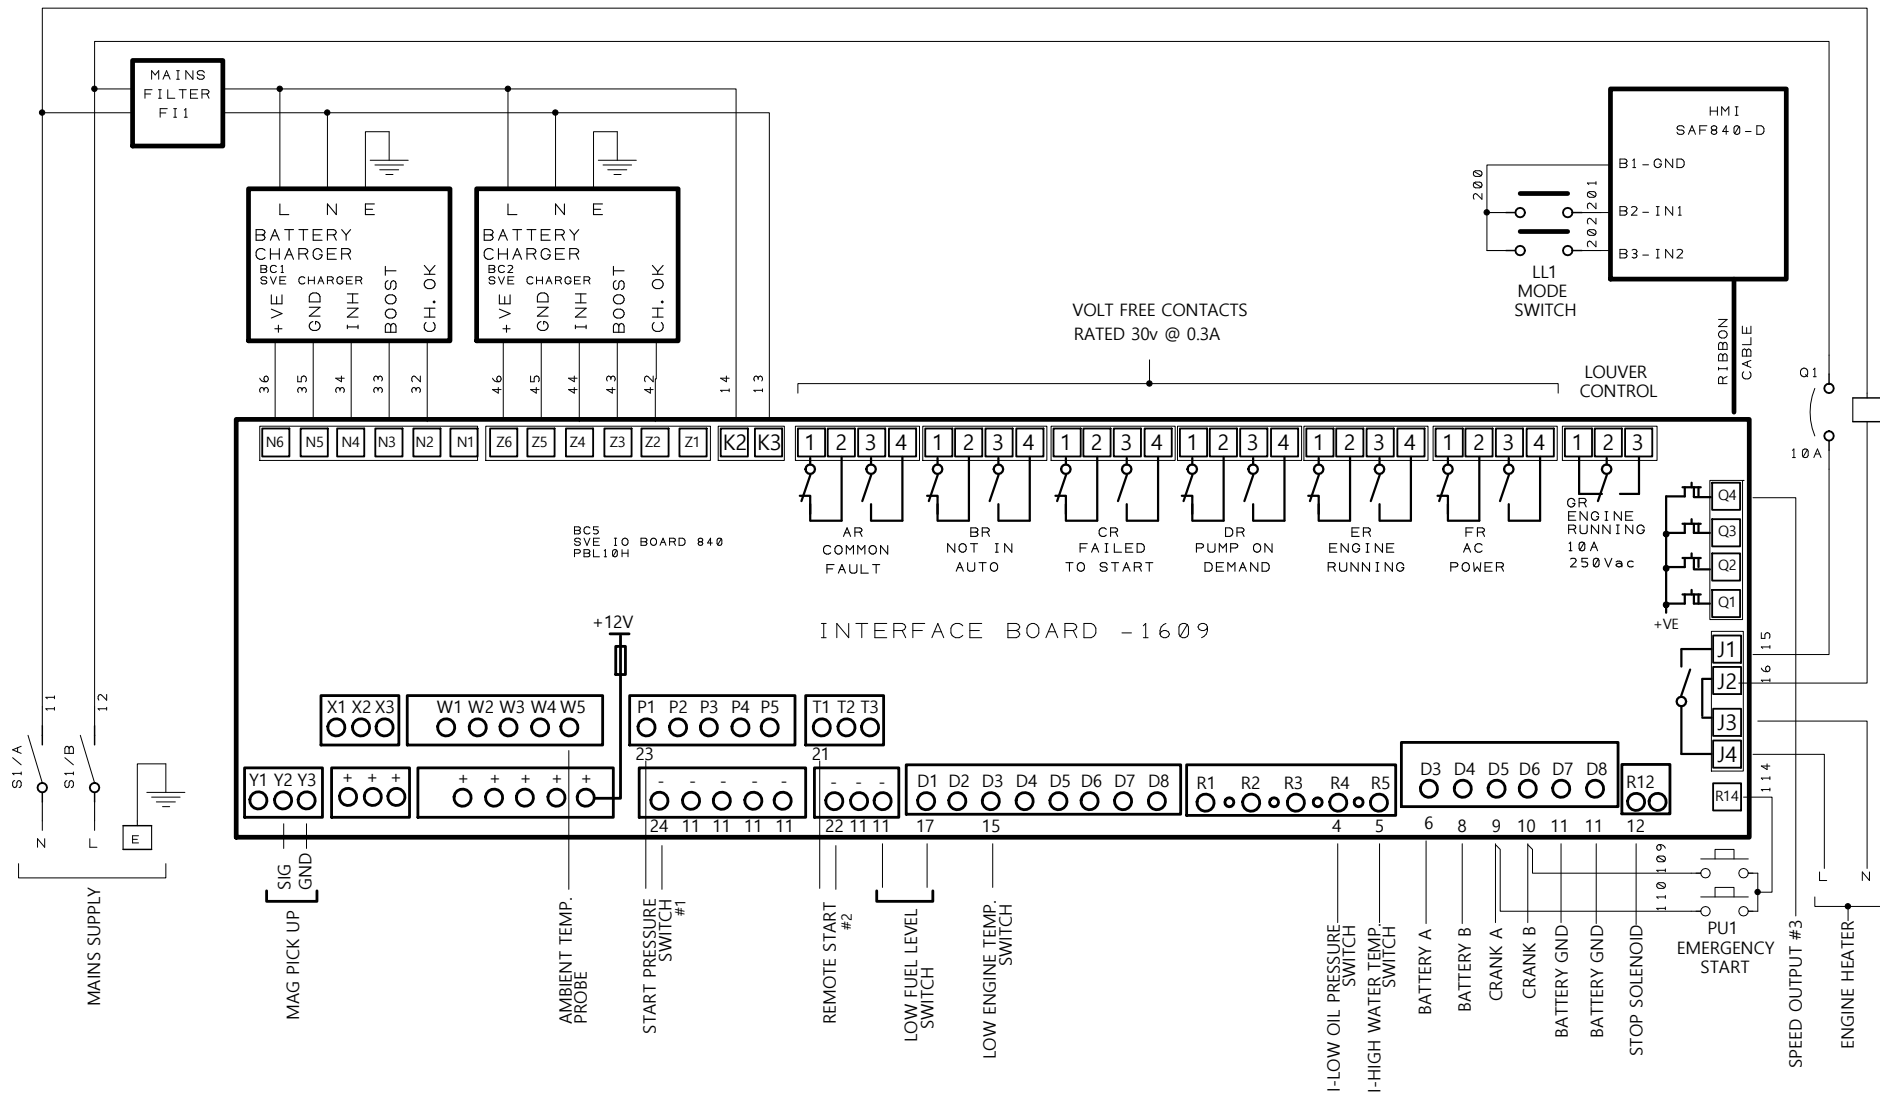 MAINS
FILTER
FI1
HMI
SAF840-D
B1-GND
B2-IN1
B3-IN2
200
201
202
LL1
MODE
SWITCH
L N E
BATTERY
CHARGER
BC1
SVE CHARGER
+VE
GND
INH
BOOST
CH. OK
L N E
BATTERY
CHARGER
BC2
SVE CHARGER
+VE
GND
INH
BOOST
CH. OK
36 35 34 33 32
46 45 44 43 42
14 13
VOLT FREE CONTACTS
RATED 30v @ 0.3A
LOUVER
CONTROL
RIBBON
CABLE
Q1
10A
N6 N5 N4 N3 N2 N1
Z6 Z5 Z4 Z3 Z2 Z1
K2 K3
1 2 3 4
1 2 3 4
1 2 3 4
1 2 3 4
1 2 3 4
1 2 3 4
1 2 3
BC5
SVE IO BOARD 840
PBL10H
AR
COMMON
FAULT
BR
NOT IN
AUTO
CR
FAILED
TO START
DR
PUMP ON
DEMAND
ER
ENGINE
RUNNING
FR
AC
POWER
GR
ENGINE
RUNNING
10A
250Vac
Q4
Q3
Q2
Q1
+VE
+12V
INTERFACE BOARD -1609
J1
J2
J3
J4
R14
15
16
114
11
12
S1/A
S1/B
N
L
E
MAINS SUPPLY
X1 X2 X3
W1 W2 W3 W4 W5
P1 P2 P3 P4 P5
T1 T2 T3
23
21
Y1 Y2 Y3
+ + +
+ + + + +
- - - - -
- - -
D1 D2 D3 D4 D5 D6 D7 D8
R1 R2 R3 R4 R5
D3 D4 D5 D6 D7 D8
R12
24 11 11 11 11
22 11 11
17 15
4 5
6 8 9 10 11 11 12
SIG
GND
MAG PICK UP
AMBIENT TEMP.
PROBE
START PRESSURE
SWITCH
#1
REMOTE START
#2
LOW FUEL LEVEL
SWITCH
LOW ENGINE TEMP.
SWITCH
I-LOW OIL PRESSURE
SWITCH
I-HIGH WATER TEMP.
SWITCH
BATTERY A
BATTERY B
CRANK A
CRANK B
BATTERY GND
BATTERY GND
STOP SOLENOID
109
110
PU1
EMERGENCY
START
SPEED OUTPUT #3
L
N
ENGINE HEATER